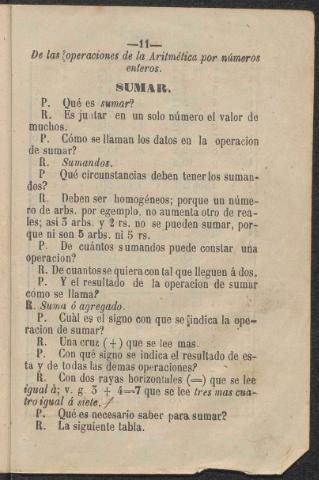 —11—
De las operaciones de la Aritmética por números
enteros.
SUMAR.
P. Qué es sumar?
R. Es juntar en un solo número el valor de
muchos.
P. Cómo se llaman los datos en la operacion
de sumar?
R. Sumandos.
P Qué circunstancias deben tener los suman-
dos?
R. Deben ser homogéneos; porque un núme-
ro de arbs. por egemplo, no aumenta otro de rea-
les; así 3 arbs. y 2 rs. no se pueden sumar, por-
que ni son 5 arbs. ni 5 rs.
P. De cuántos sumandos puede constar una
operacion?
R. De cuantos se quiera con tal que lleguen á dos.
P. Y el resultado de la operacion de sumar
cómo se llama?
R. Suma ó agregado.
P. Cuàl es el signo con que se indica la ope-
racion de sumar?
R. Una cruz (+) que se lee mas.
P. Con qué signo se indica el resultado de es-
ta y de todas las demas operaciones?
R. Con dos rayas horizontales (=) que se lee
igual à; v. g. 3 + 4=7 que se lee tres mas cua-
tro igual á siete.
P. Qué es necesario saber para sumar?
R. La siguiente tabla.